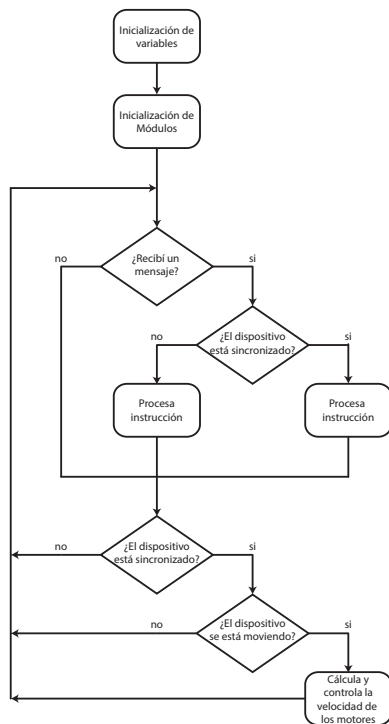 Inicialización de
variables
Inicialización de
Módulos
¿Recibí un
mensaje?
no
si
¿El dispositivo
está sincronizado?
no
si
Procesa
instrucción
Procesa
instrucción
¿El dispositivo
está sincronizado?
no
si
¿El dispositivo
se está moviendo?
no
si
Cálcula y
controla la
velocidad de
los motores